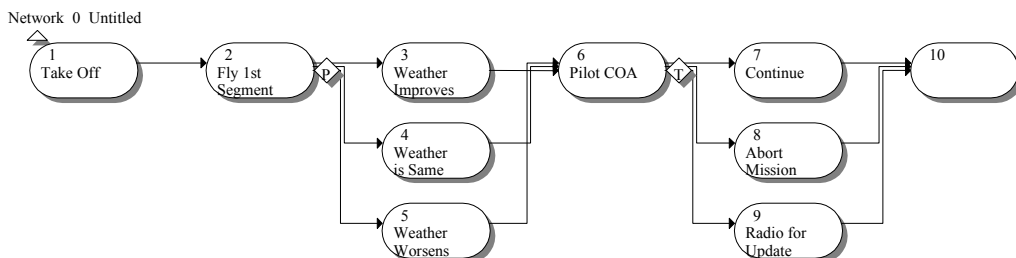 Network 0 Untitled
1
Take Off
2
Fly 1st
Segment
P
3
Weather
Improves
4
Weather
is Same
5
Weather
Worsens
6
Pilot COA
T
7
Continue
8
Abort
Mission
9
Radio for
Update
10